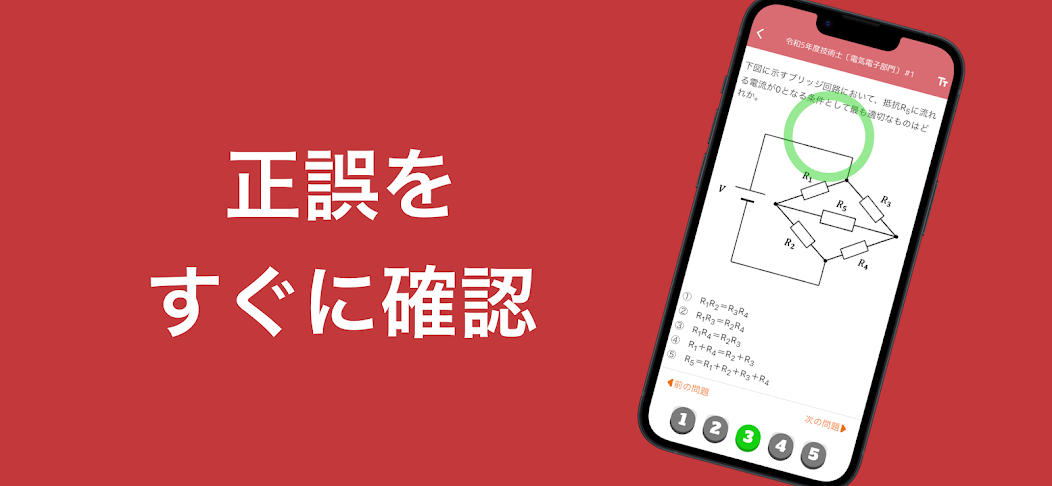 正誤を
すぐに確認
令和5年度技術士〔電気電子部門〕 #1
TT
下図に示すブリッジ回路において、抵抗R5に流れ
る電流が0となる条件として最も適切なものはど
れか。
V
R1
R3
R5
R2
R4
① R1R2＝R3R4
② R1R3＝R2R4
③ R1R4＝R2R3
④ R1＋R4＝R2＋R3
⑤ R5＝R1＋R2＋R3＋R4
前の問題
次の問題
1 2 3 4 5